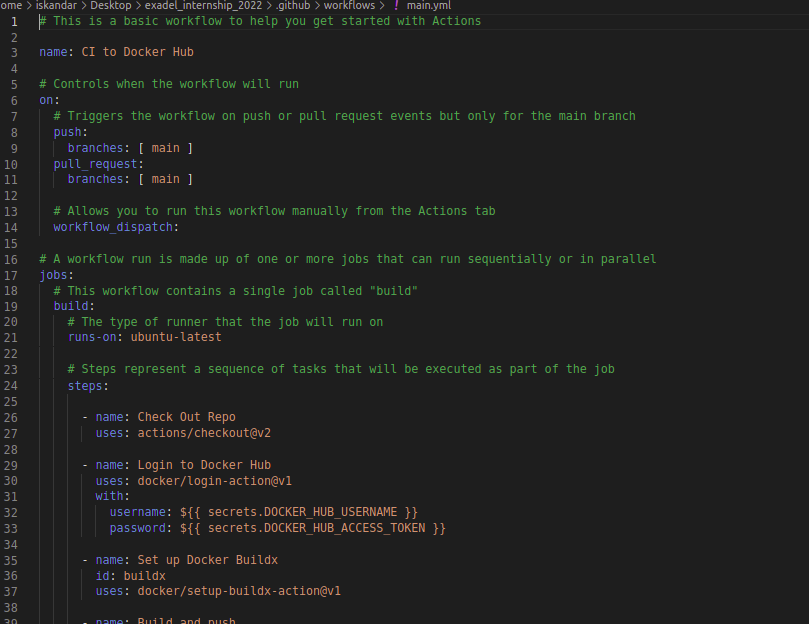 ome > iskandar > Desktop > exadel_internship_2022 > .github > workflows > ! main.yml
1 # This is a basic workflow to help you get started with Actions
2
3 name: CI to Docker Hub
4
5 # Controls when the workflow will run
6 on:
7 # Triggers the workflow on push or pull request events but only for the main branch
8 push:
9 branches: [ main ]
10 pull_request:
11 branches: [ main ]
12
13 # Allows you to run this workflow manually from the Actions tab
14 workflow_dispatch:
15
16 # A workflow run is made up of one or more jobs that can run sequentially or in parallel
17 jobs:
18 # This workflow contains a single job called "build"
19 build:
20 # The type of runner that the job will run on
21 runs-on: ubuntu-latest
22
23 # Steps represent a sequence of tasks that will be executed as part of the job
24 steps:
25
26 - name: Check Out Repo
27 uses: actions/checkout@v2
28
29 - name: Login to Docker Hub
30 uses: docker/login-action@v1
31 with:
32 username: ${{ secrets.DOCKER_HUB_USERNAME }}
33 password: ${{ secrets.DOCKER_HUB_ACCESS_TOKEN }}
34
35 - name: Set up Docker Buildx
36 id: buildx
37 uses: docker/setup-buildx-action@v1
38
39 - name: Build and push